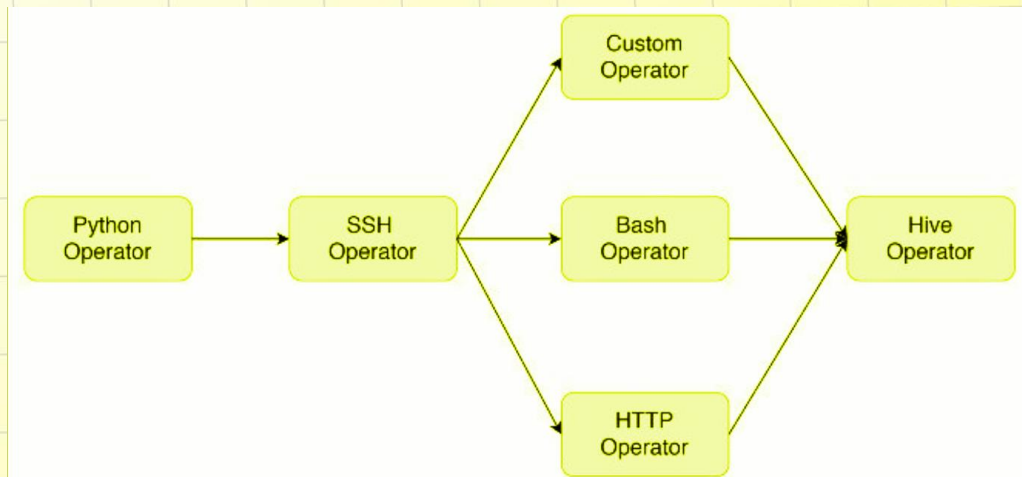 Custom
Operator
Python
Operator
SSH
Operator
Bash
Operator
Hive
Operator
HTTP
Operator